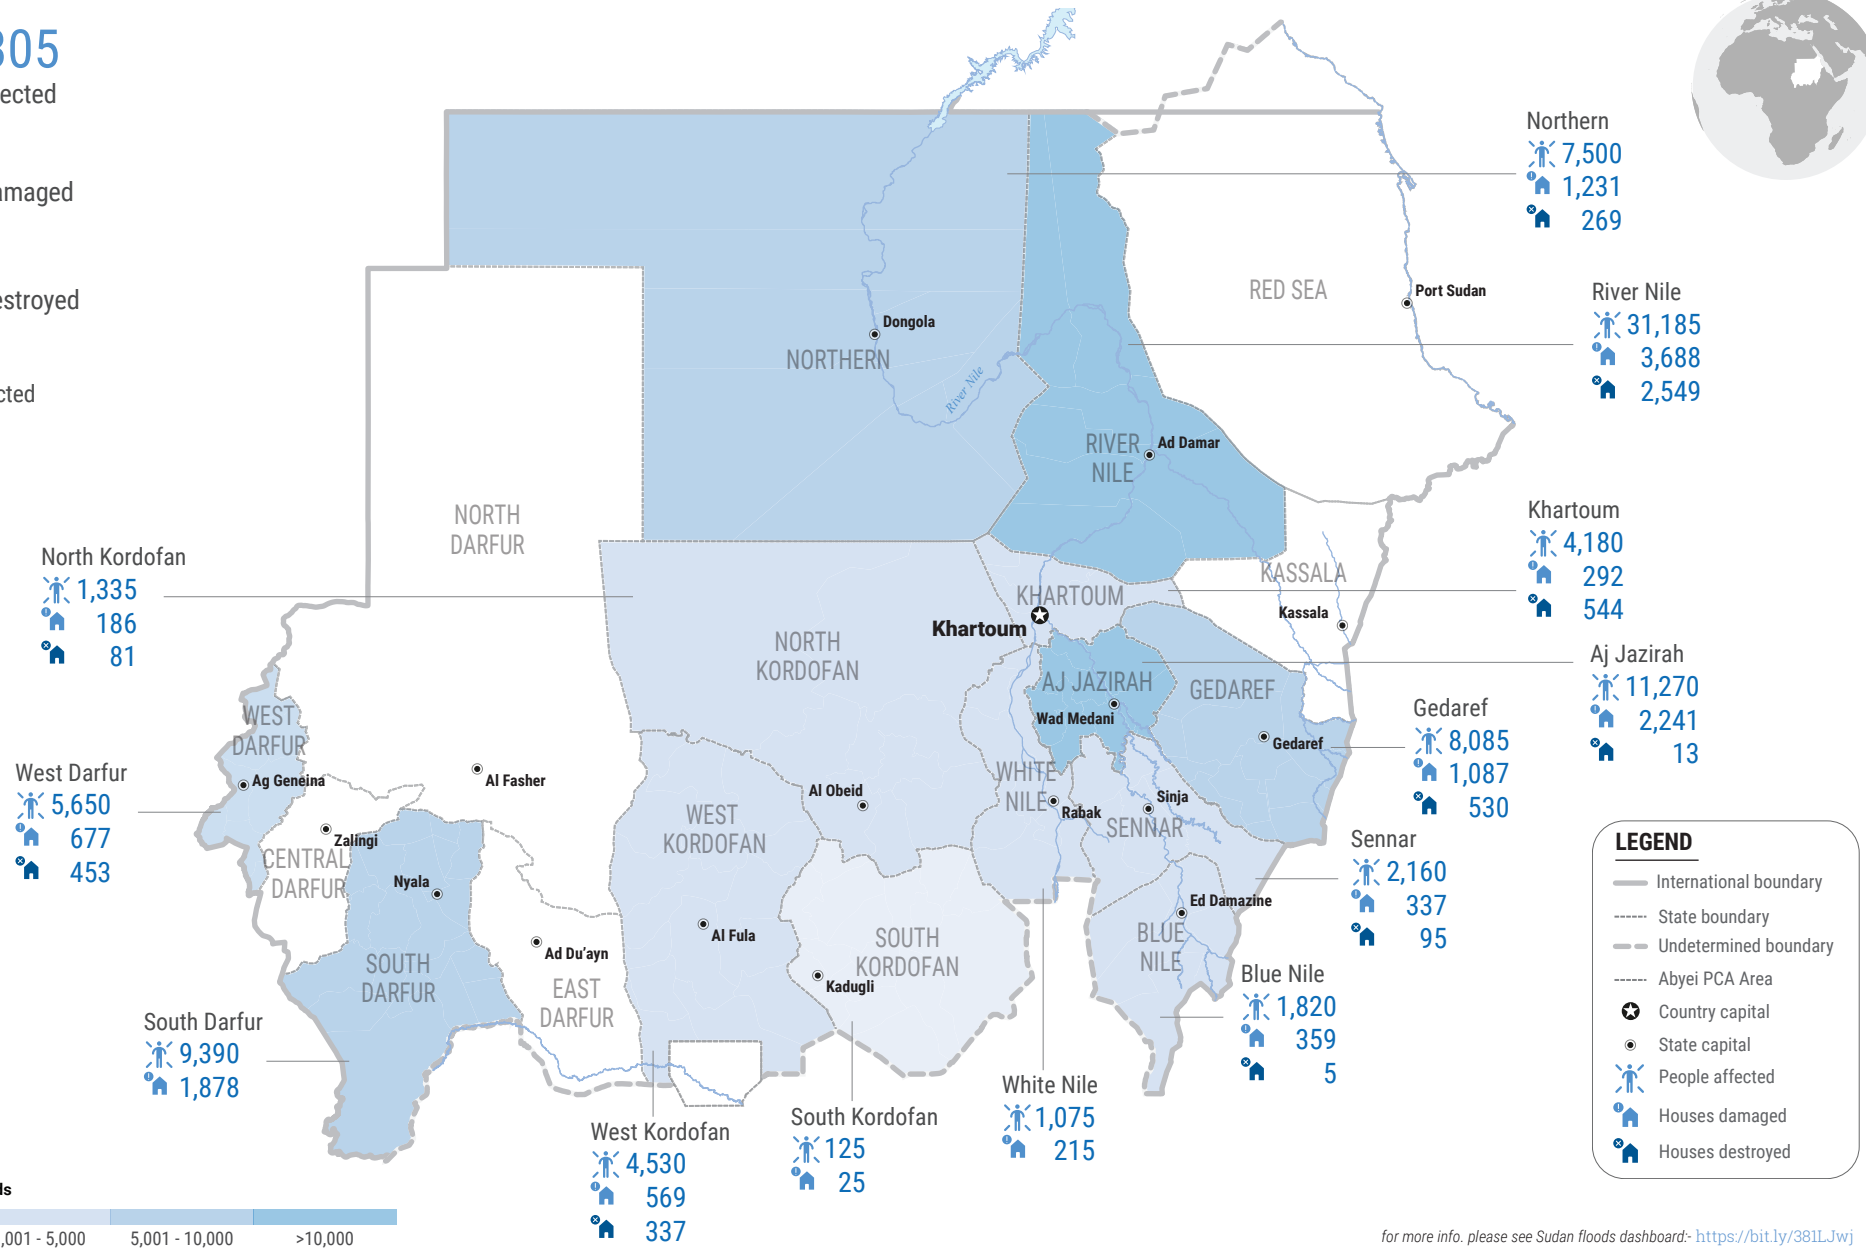 305
ected
amaged
estroyed
cted
Northern
7,500
1,231
269
River Nile
31,185
3,688
2,549
Khartoum
4,180
292
544
Aj Jazirah
11,270
2,241
13
Gedaref
8,085
1,087
530
Sennar
2,160
337
95
Blue Nile
1,820
359
5
White Nile
1,075
215
South Kordofan
125
25
West Kordofan
4,530
569
337
South Darfur
9,390
1,878
West Darfur
5,650
677
453
North Kordofan
1,335
186
81
RED SEA
Port Sudan
Dongola
NORTHERN
River Nile
RIVER
NILE
Ad Damar
NORTH
DARFUR
KASSALA
Kassala
KHARTOUM
Khartoum
NORTH
KORDOFAN
AJ JAZIRAH
Wad Medani
GEDAREF
Gedaref
WEST
DARFUR
Ag Geneina
Al Fasher
Zalingi
CENTRAL
DARFUR
Nyala
SOUTH
DARFUR
Ad Du'ayn
EAST
DARFUR
WEST
KORDOFAN
Al Fula
Al Obeid
SOUTH
KORDOFAN
Kadugli
WHITE
NILE
Rabak
Sinja
SENNAR
Ed Damazine
BLUE
NILE
LEGEND
International boundary
State boundary
Undetermined boundary
Abyei PCA Area
Country capital
State capital
People affected
Houses damaged
Houses destroyed
ls
,001 - 5,000
5,001 - 10,000
>10,000
for more info. please see Sudan floods dashboard:- https://bit.ly/381LJwj